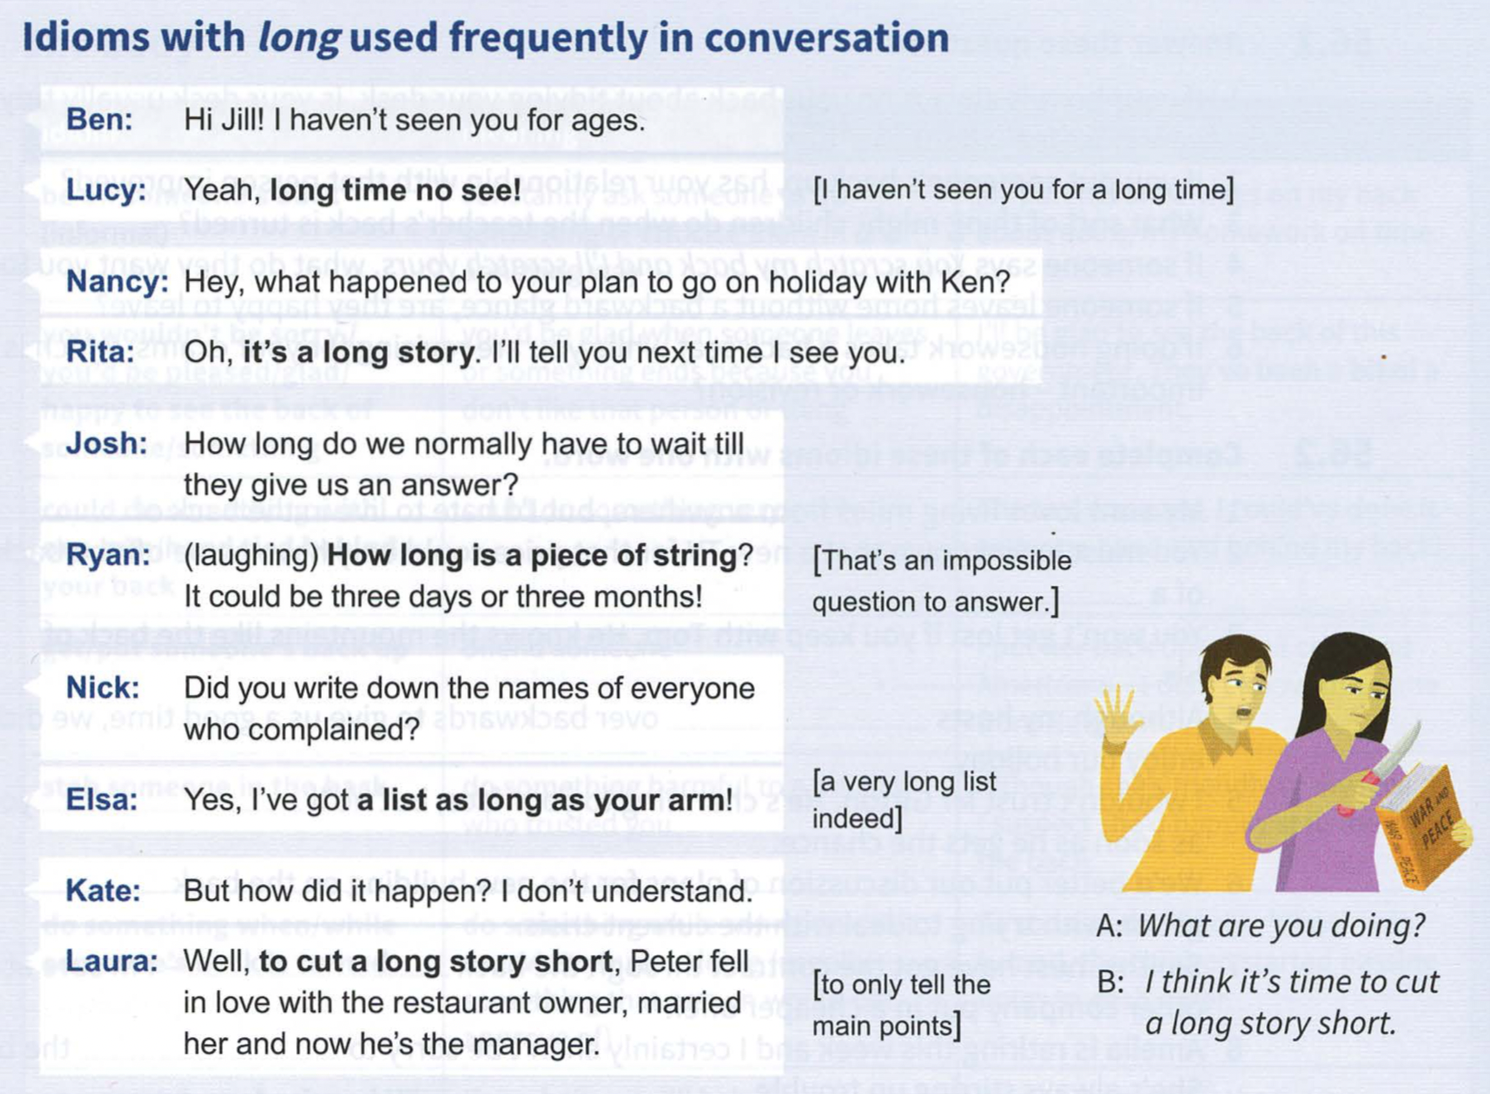 Idioms with long used frequently in conversation
Ben: Hi Jill! I haven't seen you for ages.
Lucy: Yeah, long time no see!
[I haven't seen you for a long time]
Nancy: Hey, what happened to your plan to go on holiday with Ken?
Rita: Oh, it's a long story. I'll tell you next time I see you.
Josh: How long do we normally have to wait till
they give us an answer?
Ryan: (laughing) How long is a piece of string?
It could be three days or three months!
[That's an impossible
question to answer.]
Nick: Did you write down the names of everyone
who complained?
Elsa: Yes, I've got a list as long as your arm!
[a very long list
indeed]
Kate: But how did it happen? I don't understand.
Laura: Well, to cut a long story short, Peter fell
in love with the restaurant owner, married
her and now he's the manager.
[to only tell the
main points]
WAR AND
PEACE
WAR AND PEACE
A: What are you doing?
B: I think it's time to cut
a long story short.